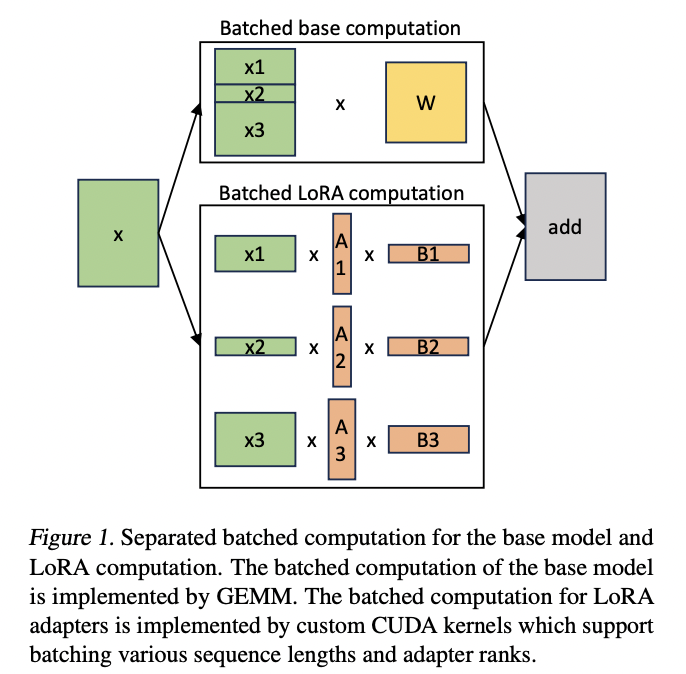 Batched base computation
x1
x2
x3
x
W
x
Batched LoRA computation
x1 x A1 x B1
x2 x A2 x B2
x3 x A3 x B3
add
Figure 1. Separated batched computation for the base model and
LoRA computation. The batched computation of the base model
is implemented by GEMM. The batched computation for LoRA
adapters is implemented by custom CUDA kernels which support
batching various sequence lengths and adapter ranks.